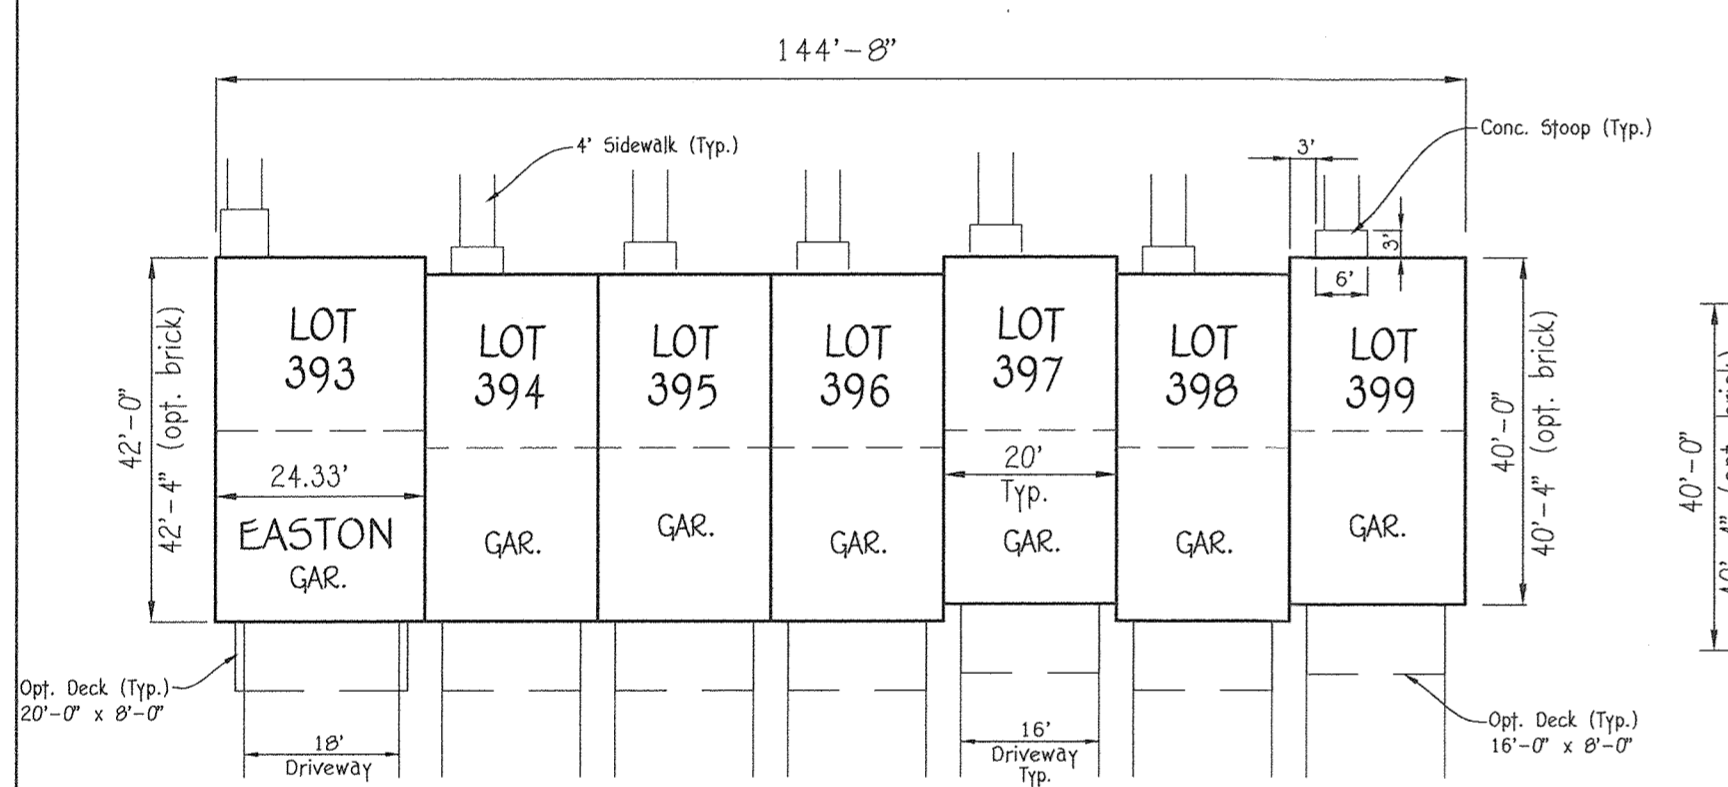 144'-8"
4' Sidewalk (Typ.)
Conc. Stoop (Typ.)
3'
3'
6'
LOT
393
LOT
394
LOT
395
LOT
396
LOT
397
LOT
398
LOT
399
42'-0"
42'-4" (opt. brick)
24.33'
EASTON
GAR.
GAR.
GAR.
GAR.
20'
Typ.
GAR.
GAR.
GAR.
40'-0"
40'-4" (opt. brick)
40'-0"
Opt. Deck (Typ.)
20'-0" x 8'-0"
18'
Driveway
16'
Driveway
Typ.
Opt. Deck (Typ.)
16'-0" x 8'-0"